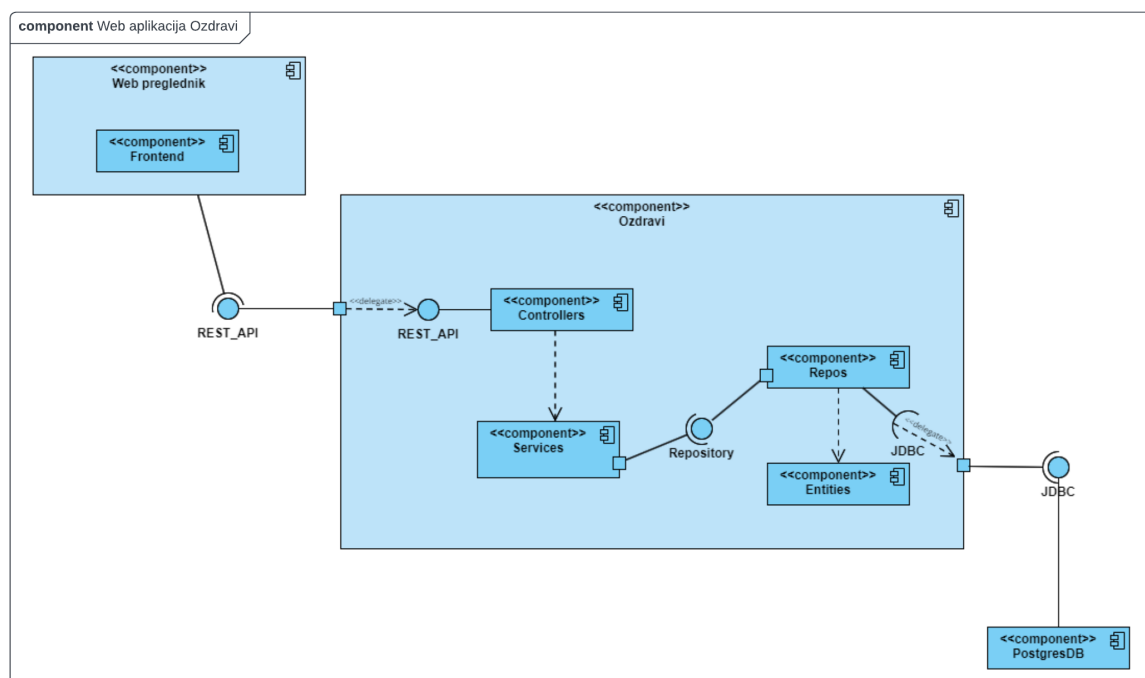 component Web aplikacija Ozdravi
<<component>>
Web preglednik
<<component>>
Frontend
<<component>>
Ozdravi
REST_API
<<delegate>>
REST_API
<<component>>
Controllers
<<component>>
Services
Repository
<<component>>
Repos
<<component>>
Entities
JDBC
<<delegate>>
JDBC
<<component>>
PostgresDB